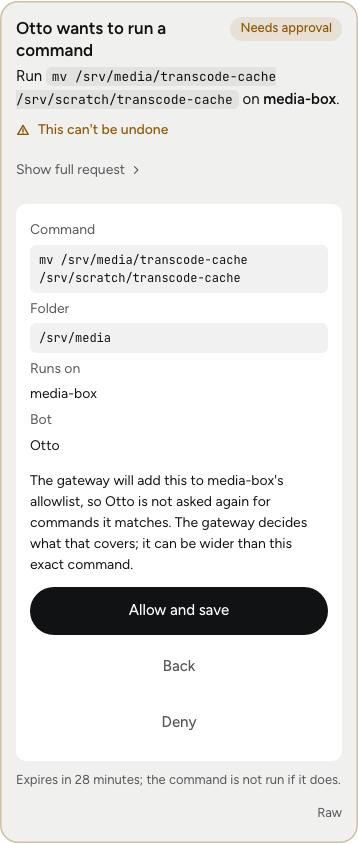 Otto wants to run a
command
Needs approval
Run mv /srv/media/transcode-cache
/srv/scratch/transcode-cache on media-box.
This can't be undone
Show full request
Command
mv /srv/media/transcode-cache
/srv/scratch/transcode-cache
Folder
/srv/media
Runs on
media-box
Bot
Otto
The gateway will add this to media-box's
allowlist, so Otto is not asked again for
commands it matches. The gateway decides
what that covers; it can be wider than this
exact command.
Allow and save
Back
Deny
Expires in 28 minutes; the command is not run if it does.
Raw